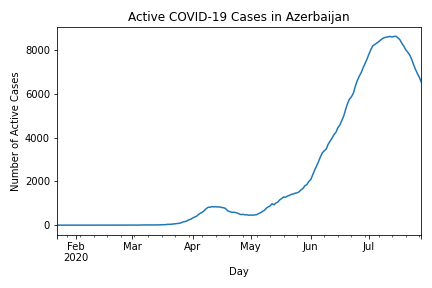 Active COVID-19 Cases in Azerbaijan
8000
6000
4000
2000
0
Number of Active Cases
Feb Mar Apr May Jun Jul
2020
Day